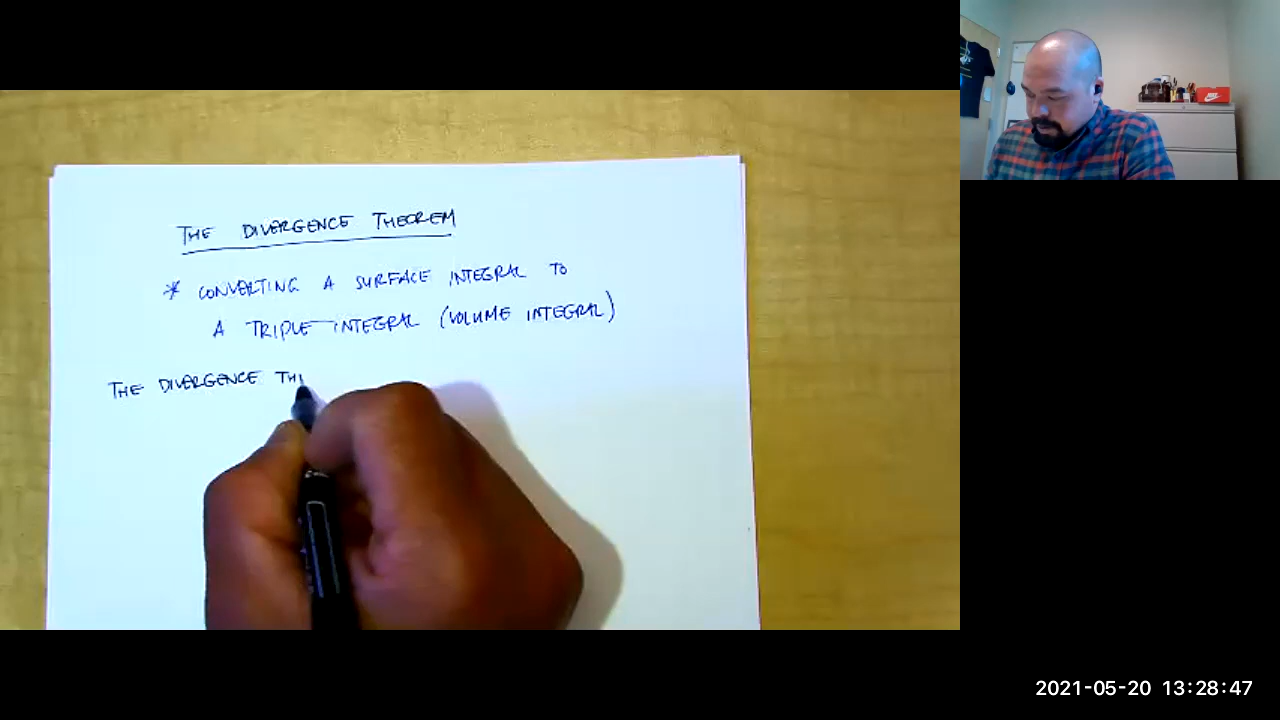 THE DIVERGENCE THEOREM
* CONVERTING A SURFACE INTEGRAL TO
A TRIPLE INTEGRAL (VOLUME INTEGRAL)
THE DIVERGENCE TH
2021-05-20 13:28:47